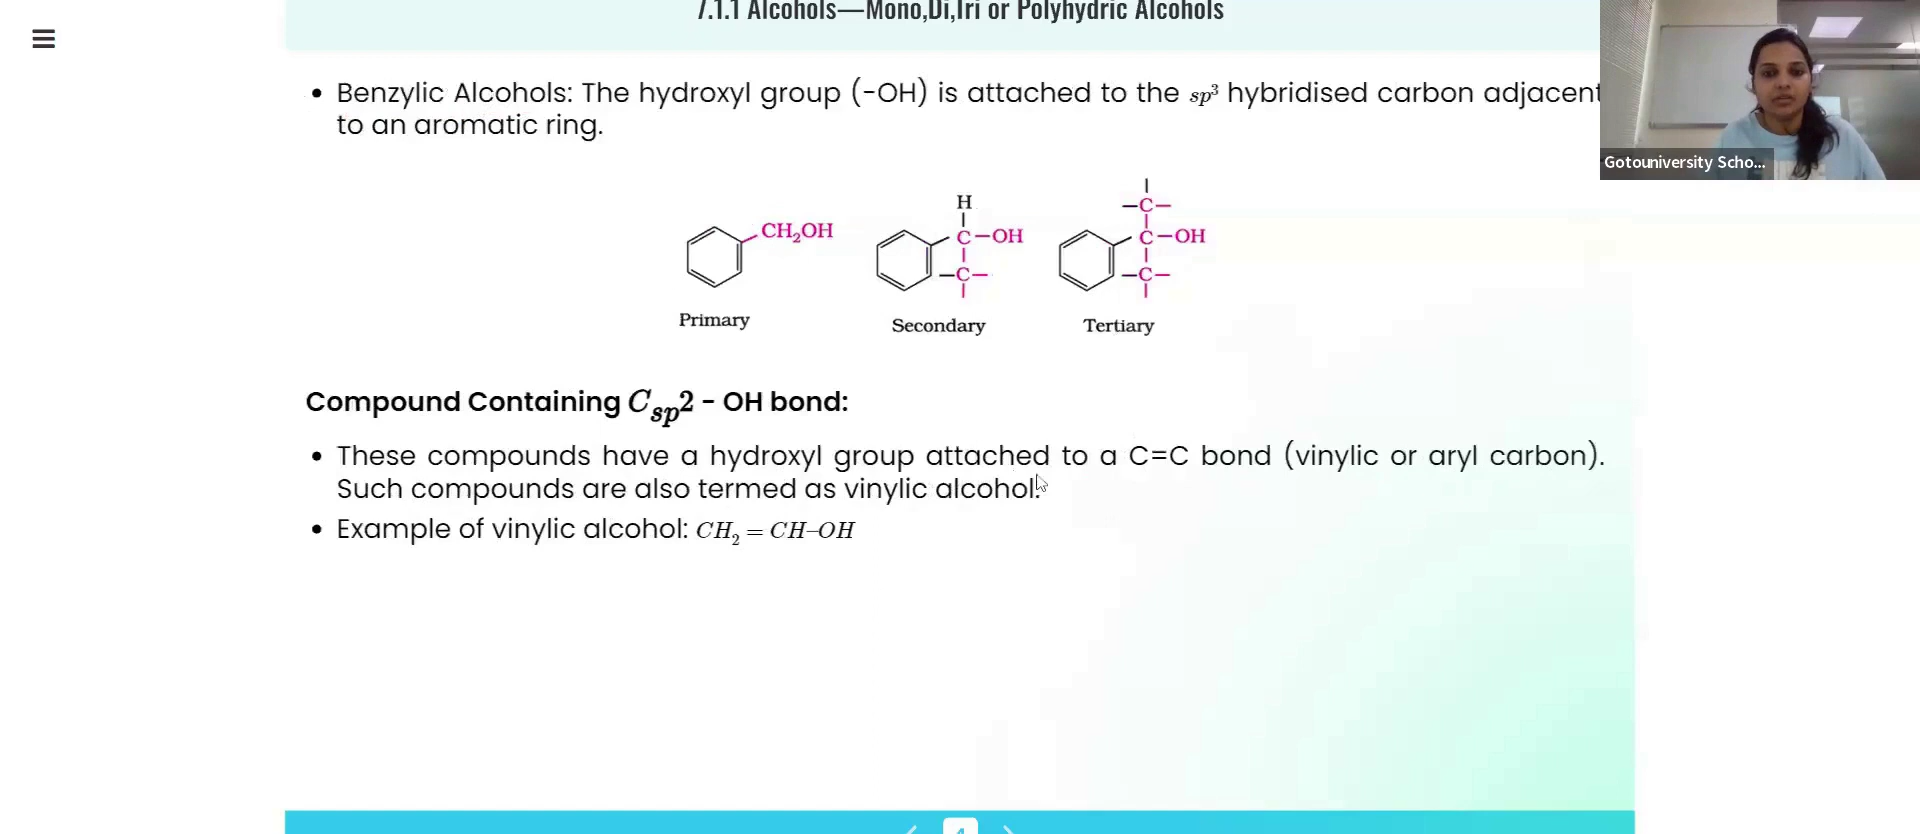 7.1.1 Alcohols—Mono,Di,Tri or Polyhydric Alcohols
• Benzylic Alcohols: The hydroxyl group (-OH) is attached to the sp³ hybridised carbon adjacent
to an aromatic ring.
Gotouniversity Scho...
CH₂OH
H
C–OH
–C–
–C–
C–OH
–C–
Primary
Secondary
Tertiary
Compound Containing C_sp2 - OH bond:
• These compounds have a hydroxyl group attached to a C=C bond (vinylic or aryl carbon).
Such compounds are also termed as vinylic alcohol.
• Example of vinylic alcohol: CH₂ = CH–OH